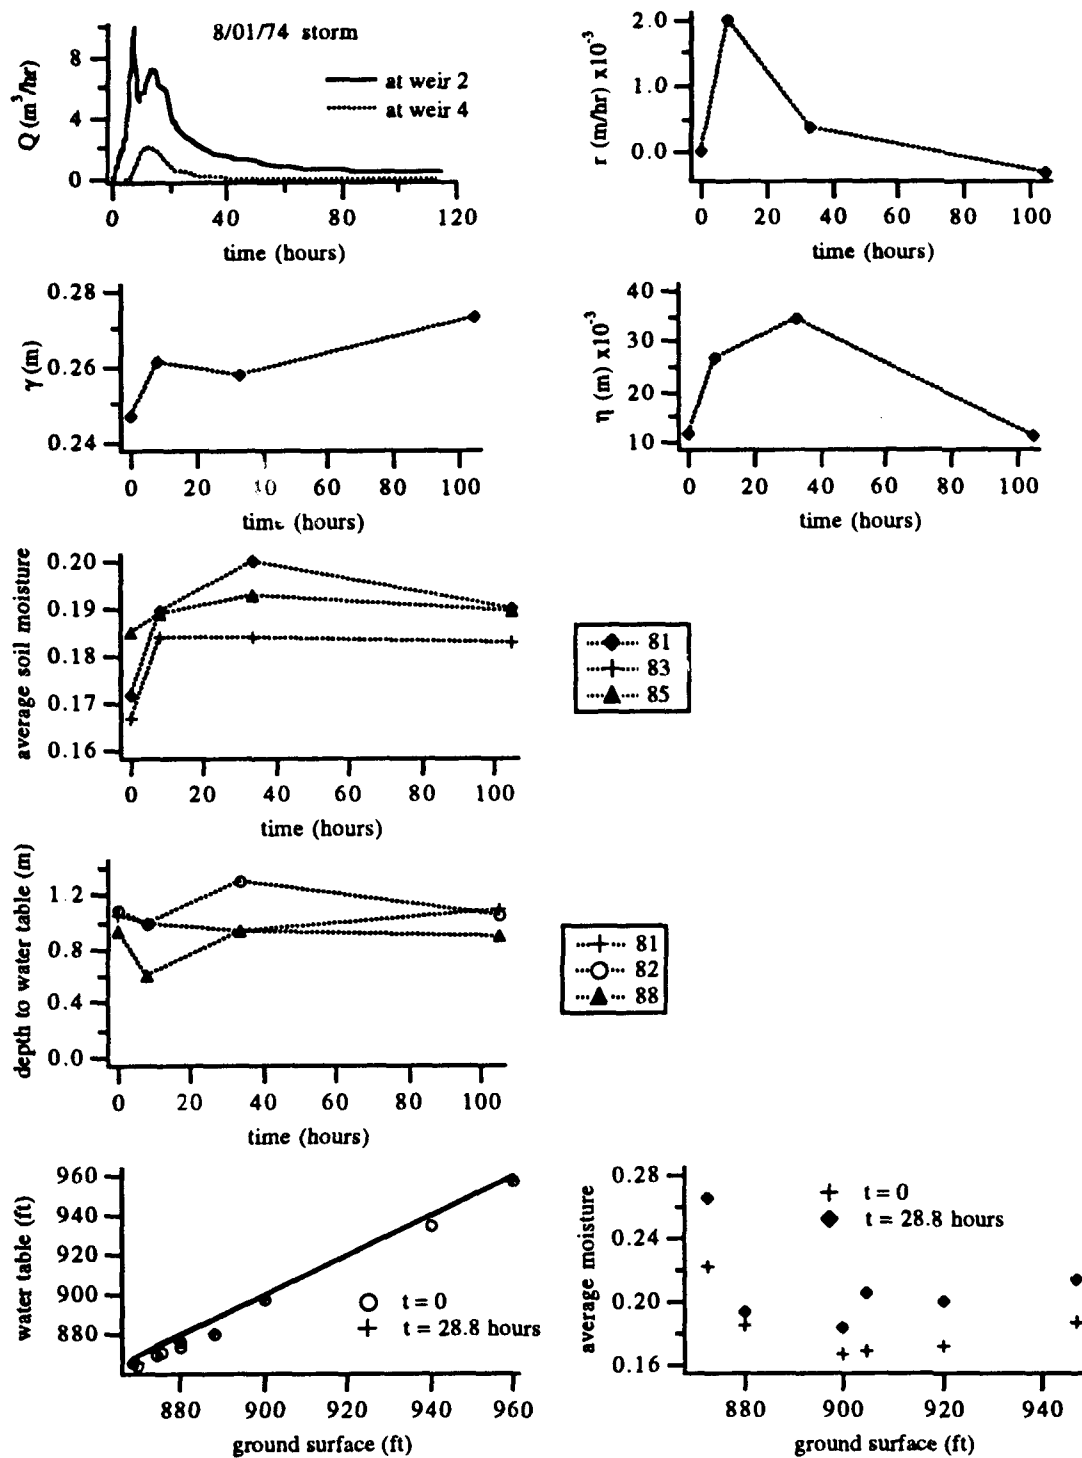 8/01/74 storm
at weir 2
at weir 4
Q (m³/hr)
8
4
0
0 40 80 120
time (hours)
r (m/hr) x10⁻³
2.0
1.0
0.0
0 20 40 60 80 100
time (hours)
γ (m)
0.28
0.26
0.24
0 20 40 60 80 100
time (hours)
η (m) x10⁻³
40
30
20
10
0 20 40 60 80 100
time (hours)
average soil moisture
0.20
0.19
0.18
0.17
0.16
0 20 40 60 80 100
time (hours)
81
83
85
depth to water table (m)
1.2
0.8
0.4
0.0
0 20 40 60 80 100
time (hours)
81
82
88
water table (ft)
960
940
920
900
880
t = 0
t = 28.8 hours
880 900 920 940 960
ground surface (ft)
average moisture
0.28
0.24
0.20
0.16
t = 0
t = 28.8 hours
880 900 920 940
ground surface (ft)